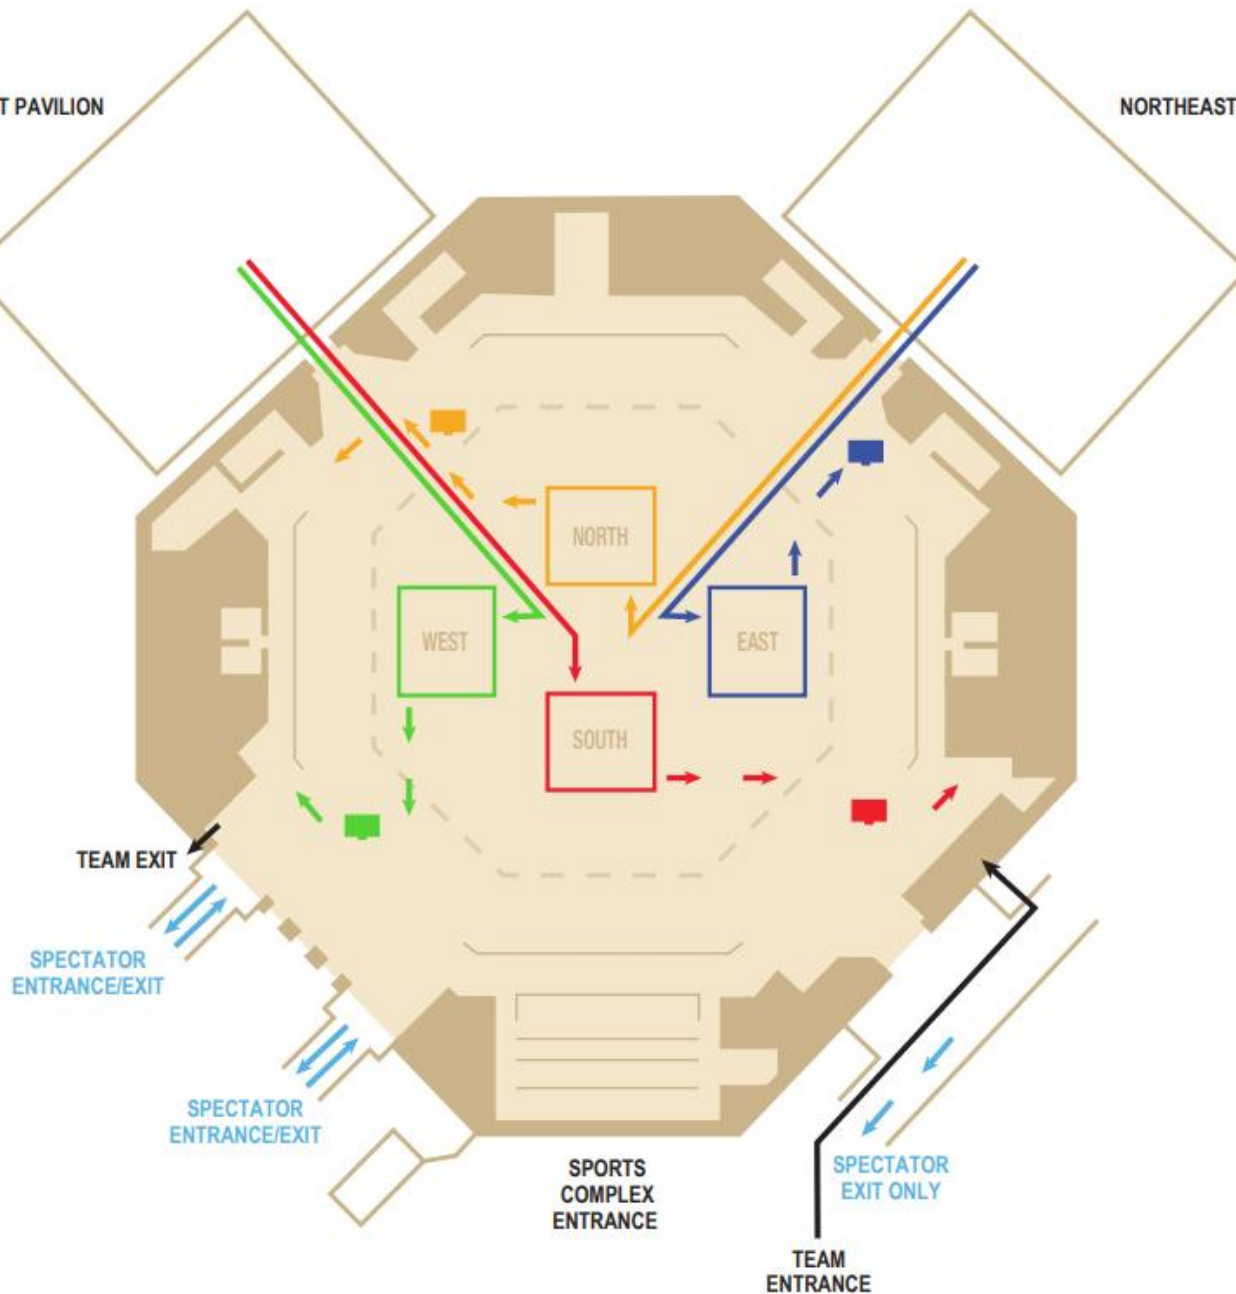 T PAVILION
NORTHEAST
NORTH
WEST
EAST
SOUTH
TEAM EXIT
SPECTATOR
ENTRANCE/EXIT
SPECTATOR
ENTRANCE/EXIT
SPORTS
COMPLEX
ENTRANCE
SPECTATOR
EXIT ONLY
TEAM
ENTRANCE